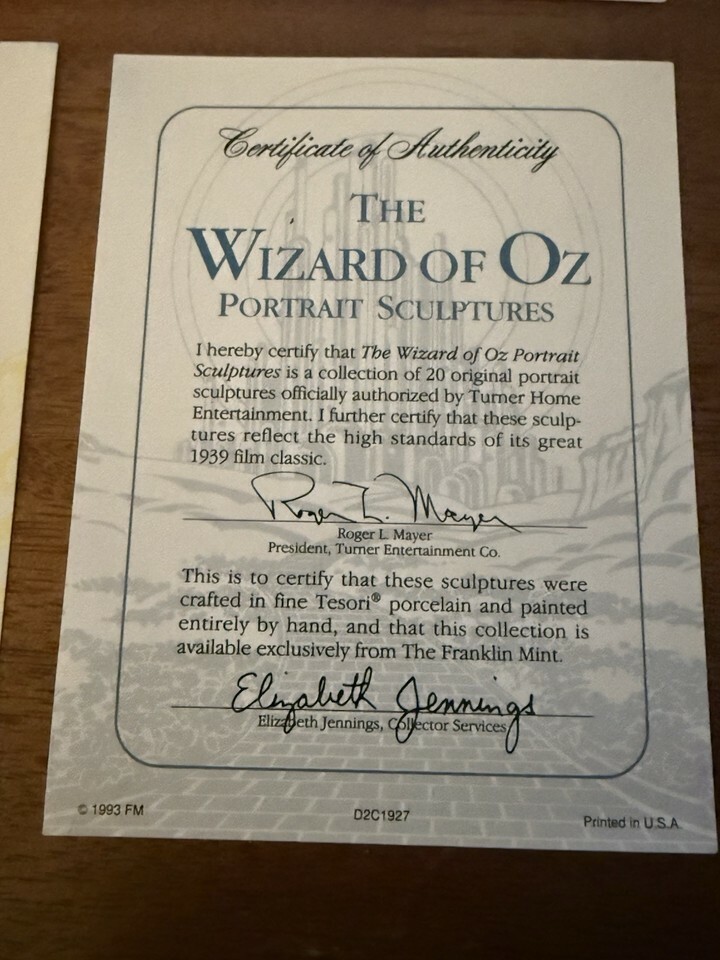 Certificate of Authenticity
THE
WIZARD OF OZ
PORTRAIT SCULPTURES
I hereby certify that The Wizard of Oz Portrait
Sculptures is a collection of 20 original portrait
sculptures officially authorized by Turner Home
Entertainment. I further certify that these sculp-
tures reflect the high standards of its great
1939 film classic.
Roger L. Mayer
Roger L. Mayer
President, Turner Entertainment Co.
This is to certify that these sculptures were
crafted in fine Tesori® porcelain and painted
entirely by hand, and that this collection is
available exclusively from The Franklin Mint.
Elizabeth Jennings
Elizabeth Jennings, Collector Services
© 1993 FM
D2C1927
Printed in U.S.A.